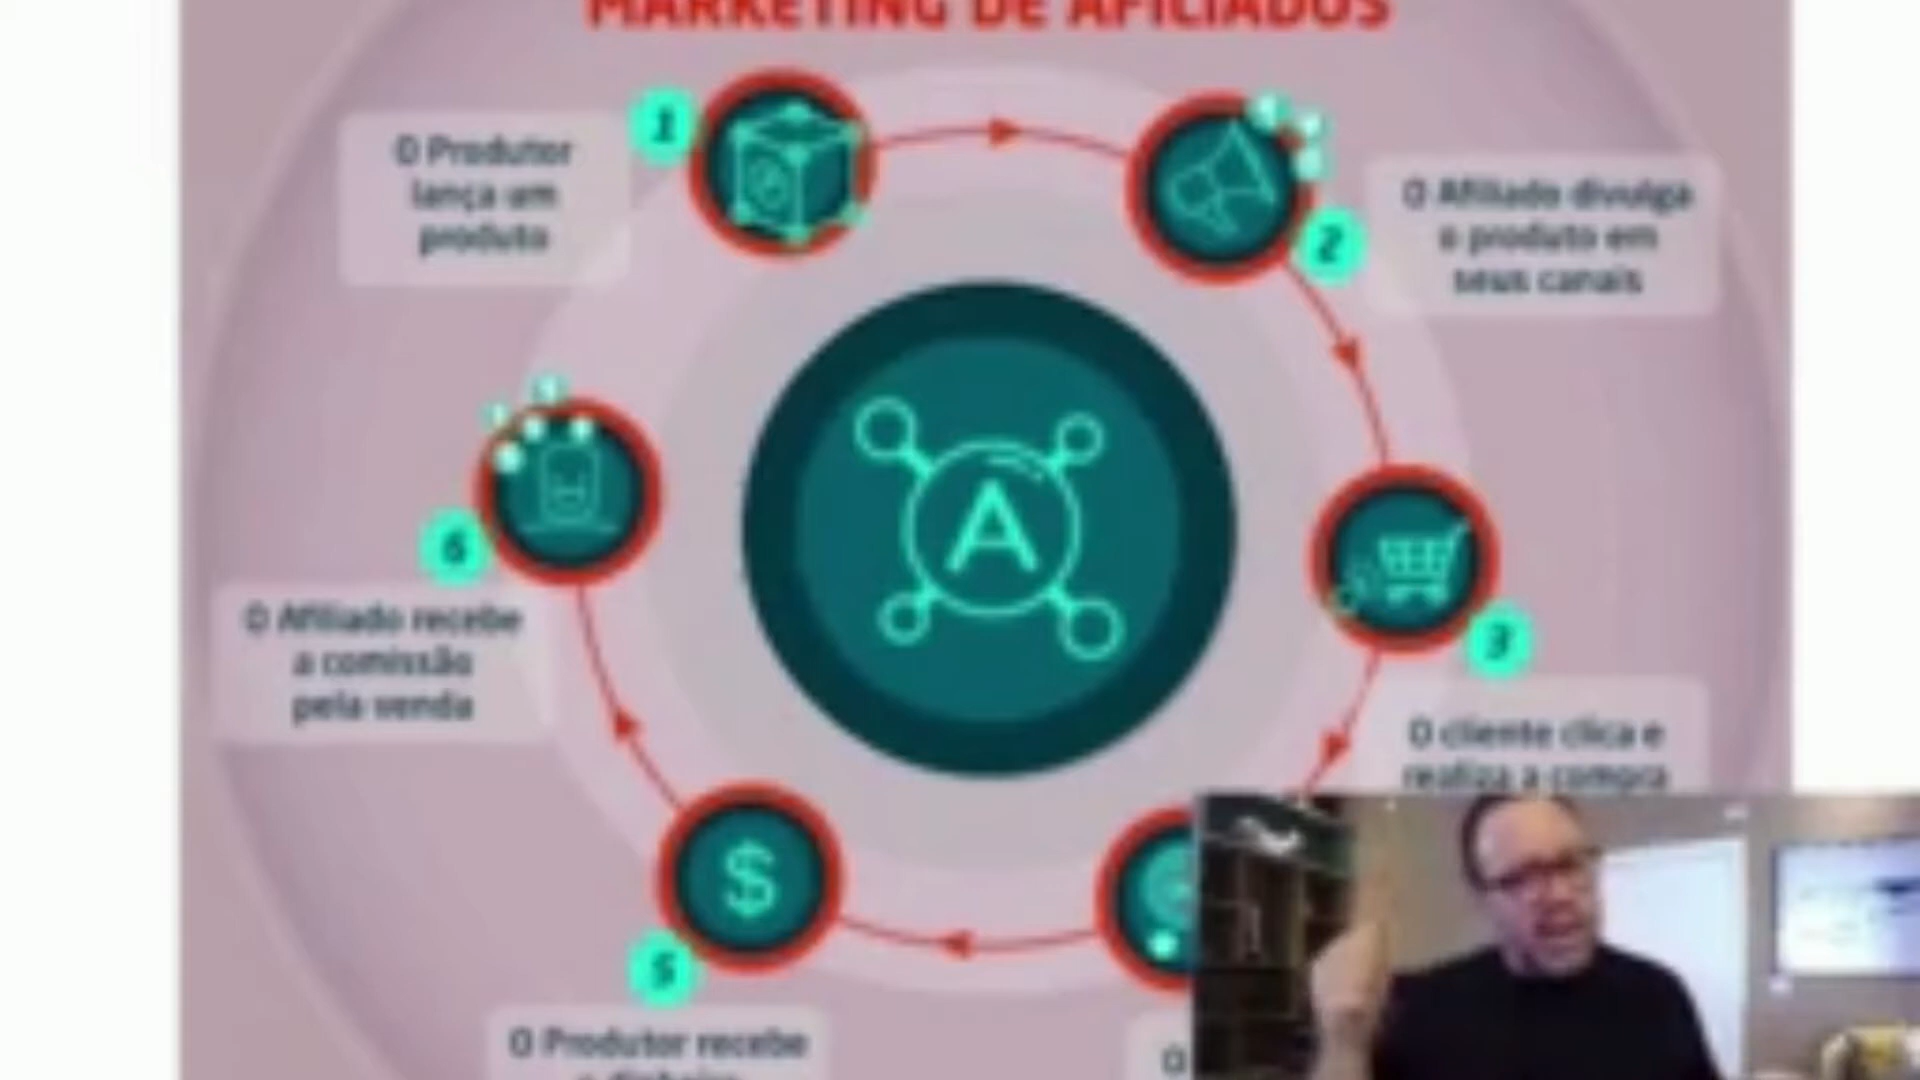 MARKETING DE AFILIADOS
1
O Produtor
lança um
produto
2
O Afiliado divulga
o produto em
seus canais
A
3
O cliente clica e
realiza a compra
6
O Afiliado recebe
a comissão
pela venda
$
5
O Produtor recebe
o dinheiro
O